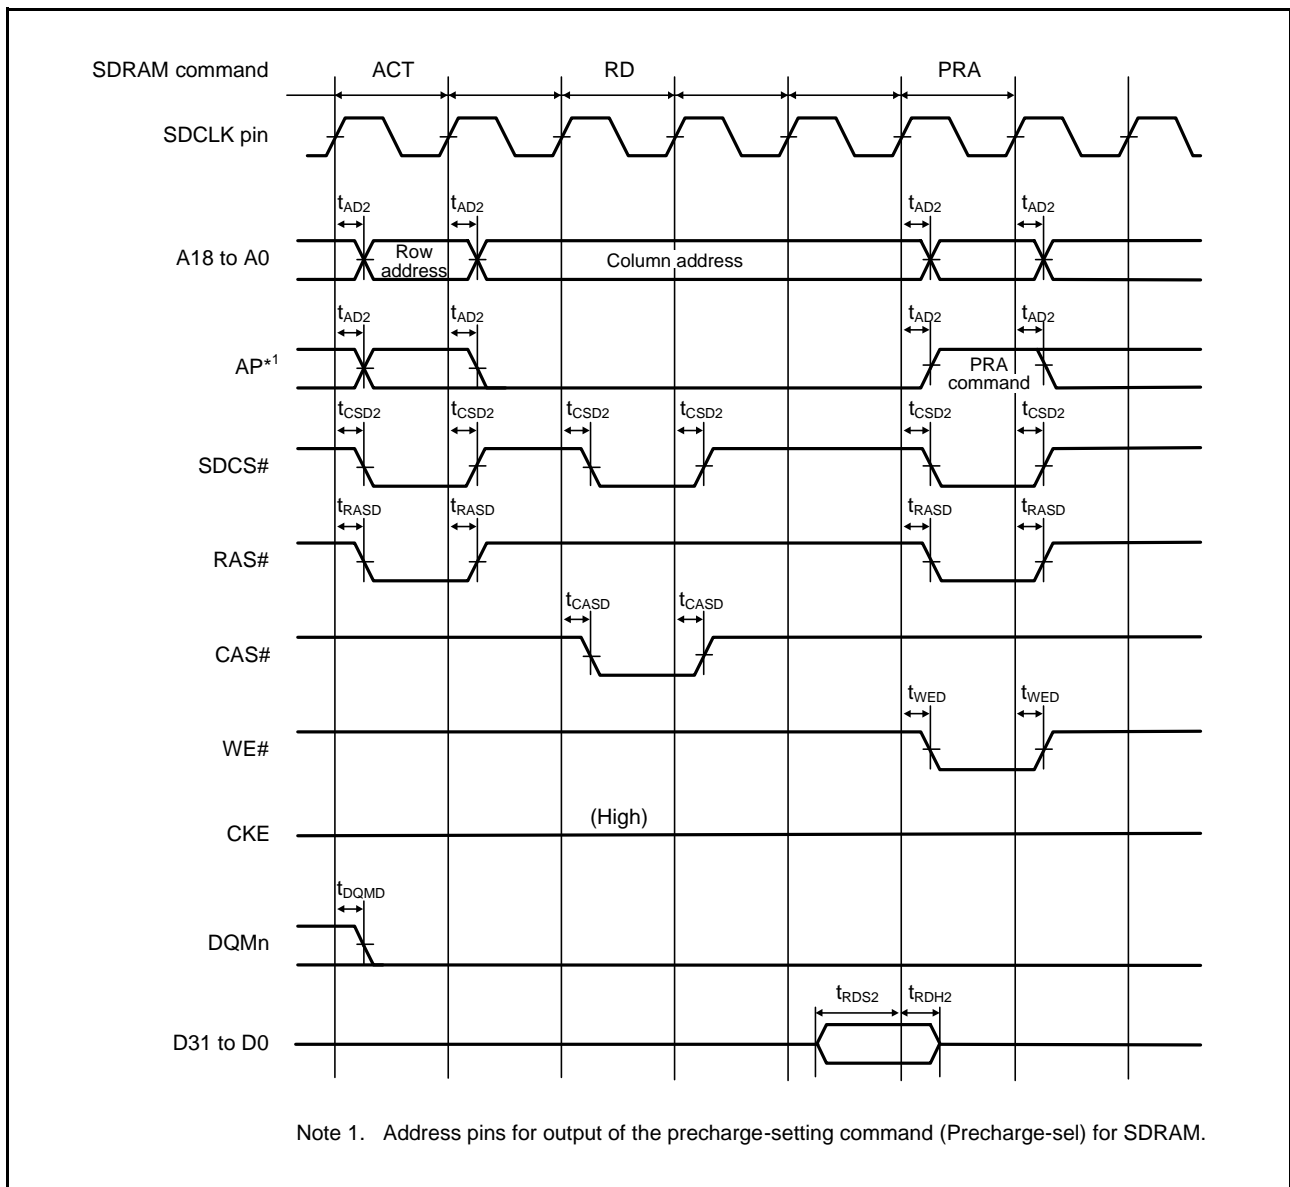 SDRAM command ACT RD PRA
SDCLK pin
tAD2 tAD2 tAD2 tAD2
A18 to A0 Row address Column address
tAD2 tAD2 tAD2 tAD2
AP*1 PRA command
tCSD2 tCSD2 tCSD2 tCSD2 tCSD2 tCSD2
SDCS#
tRASD tRASD tRASD tRASD
RAS#
tCASD tCASD
CAS#
tWED tWED
WE#
(High)
CKE
tDQMD
DQMn
tRDS2 tRDH2
D31 to D0
Note 1. Address pins for output of the precharge-setting command (Precharge-sel) for SDRAM.